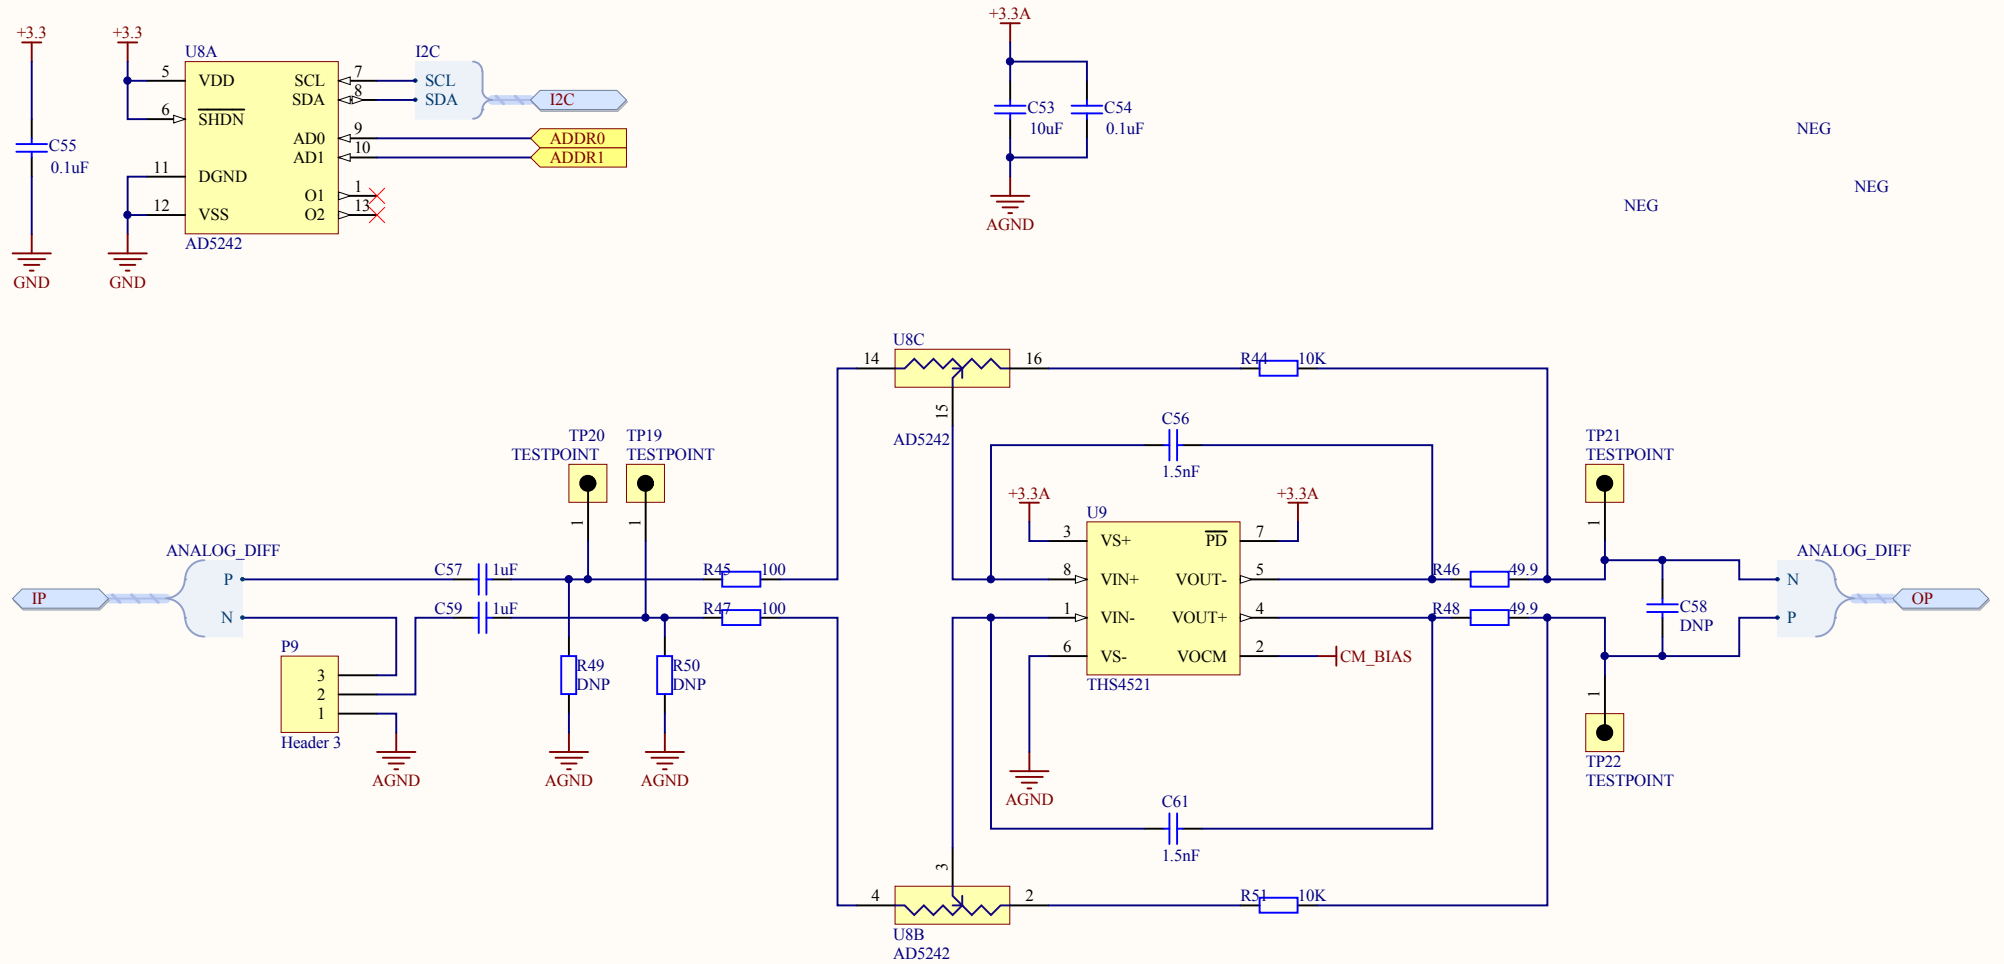 +3.3
+3.3
U8A
I2C
+3.3A
5 VDD SCL 7 SCL
SDA 8 SDA I2C
6 SHDN
AD0 9 ADDR0
AD1 10 ADDR1
11 DGND
O1 1
12 VSS O2 13
AD5242
C55
0.1uF
GND
GND
C53
10uF
C54
0.1uF
AGND
NEG
NEG
NEG
U8C
14 16
15
AD5242
R44 10K
C56
1.5nF
TP20
TESTPOINT
1
TP19
TESTPOINT
1
TP21
TESTPOINT
1
+3.3A
+3.3A
U9
3 VS+ PD 7
8 VIN+ VOUT- 5
1 VIN- VOUT+ 4
6 VS- VOCM 2 CM_BIAS
THS4521
AGND
ANALOG_DIFF
P
IP
N
C57 1uF
C59 1uF
R45 100
R47 100
R46 49.9
R48 49.9
C58
DNP
ANALOG_DIFF
N
OP
P
P9
3
2
1
Header 3
AGND
R49
DNP
AGND
R50
DNP
AGND
1
TP22
TESTPOINT
C61
1.5nF
3
4 2
U8B
AD5242
R51 10K